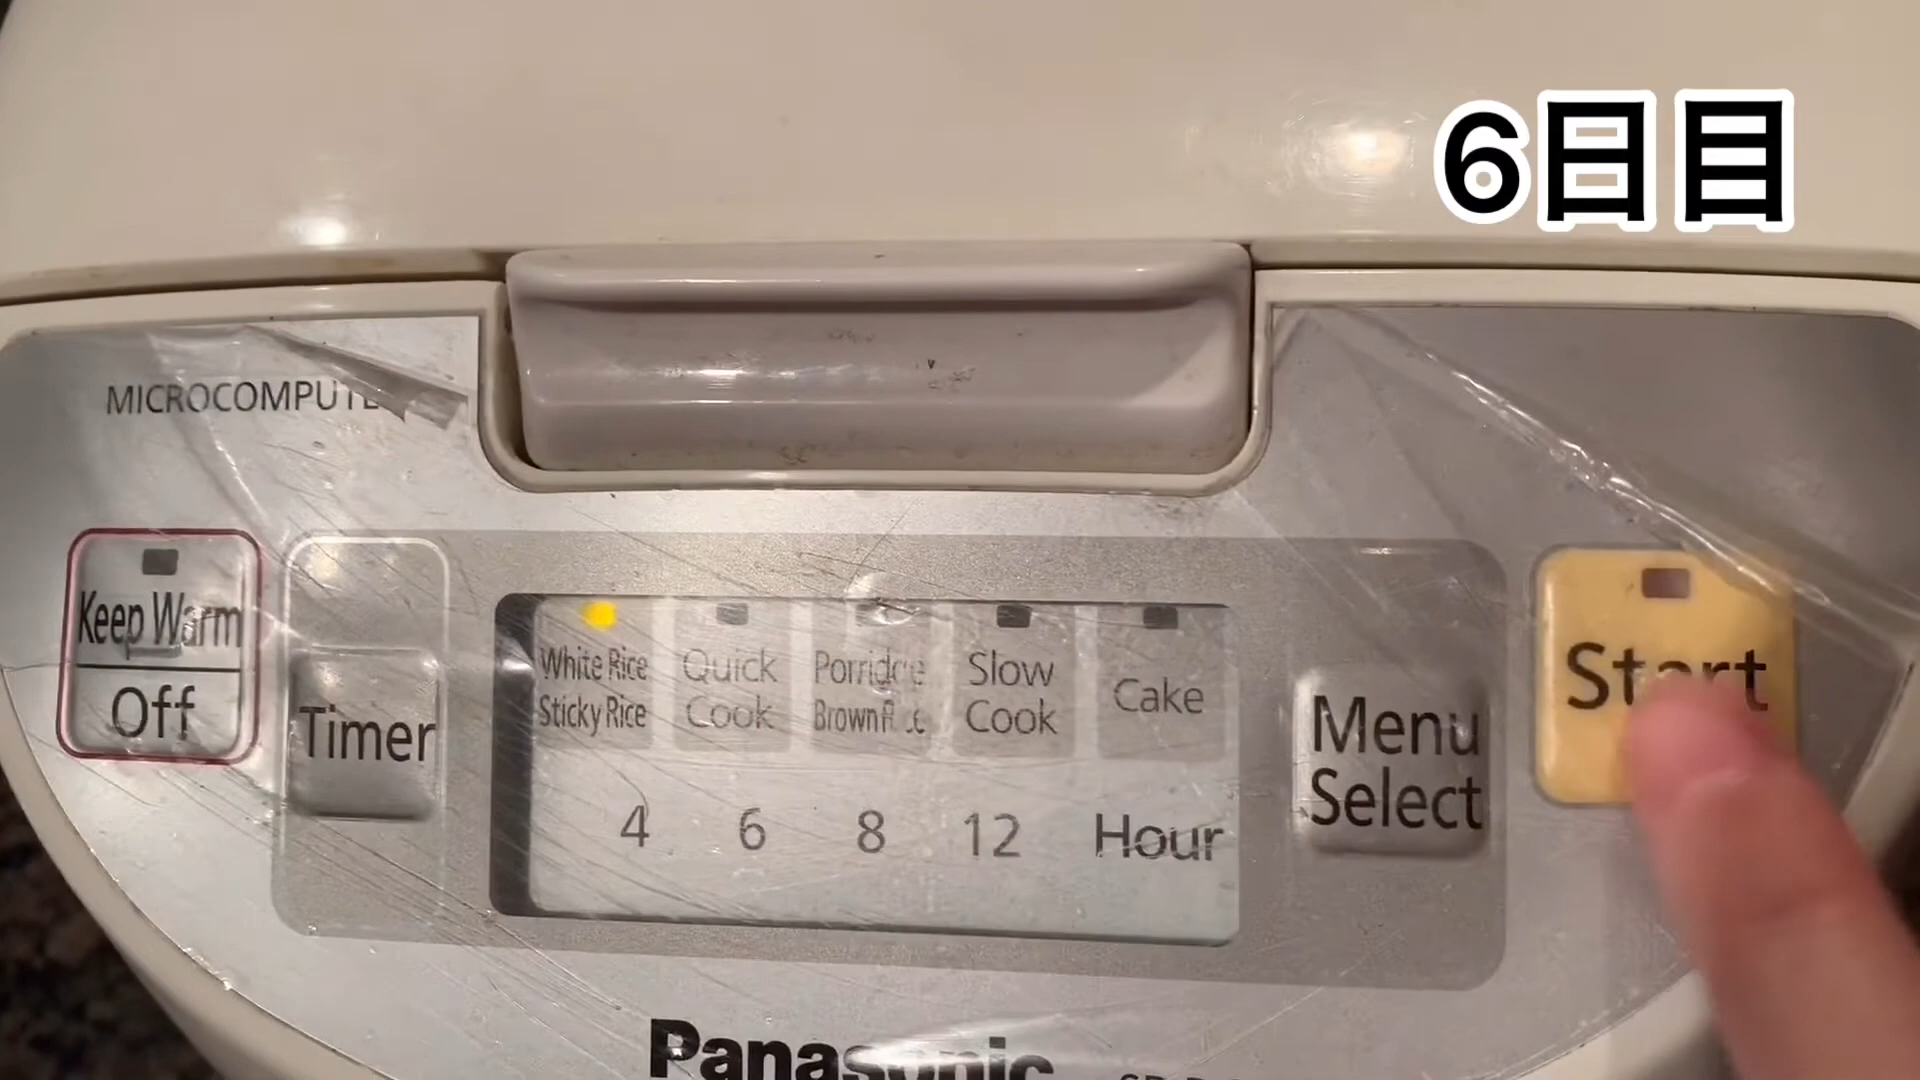 6日目
MICROCOMPUTE
Keep Warm
Off
Timer
White Rice
Sticky Rice
Quick
Cook
Porridge
Brown Rice
Slow
Cook
Cake
4 6 8 12 Hour
Menu
Select
Start
Panasonic